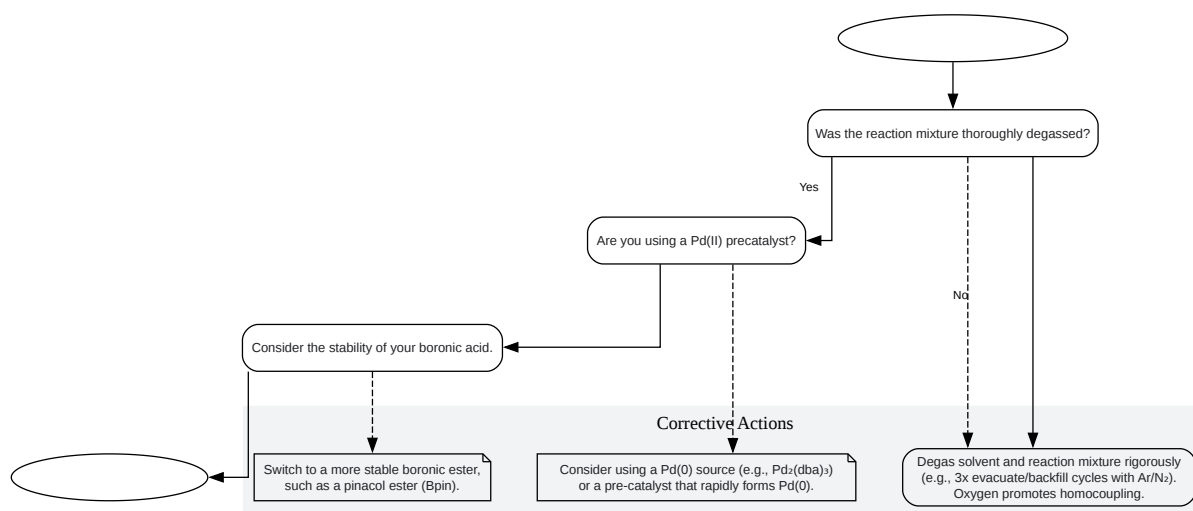 Was the reaction mixture thoroughly degassed?
Yes
Are you using a Pd(II) precatalyst?
No
Consider the stability of your boronic acid.
Corrective Actions
Switch to a more stable boronic ester,
such as a pinacol ester (Bpin).
Consider using a Pd(0) source (e.g., Pd₂(dba)₃)
or a pre-catalyst that rapidly forms Pd(0).
Degas solvent and reaction mixture rigorously
(e.g., 3x evacuate/backfill cycles with Ar/N₂).
Oxygen promotes homocoupling.